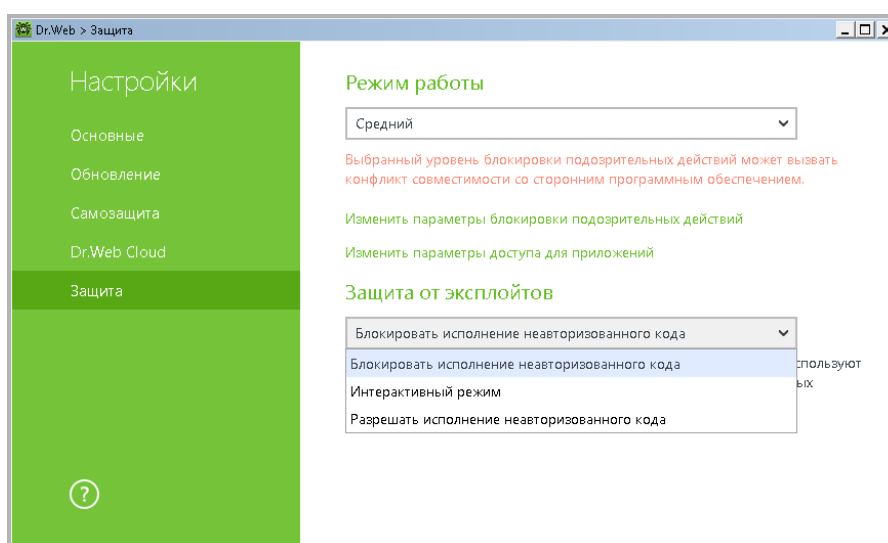 Dr.Web > Защита
Настройки
Основные
Обновление
Самозащита
Dr.Web Cloud
Защита
?
Режим работы
Средний
Выбранный уровень блокировки подозрительных действий может вызвать
конфликт совместимости со сторонним программным обеспечением.
Изменить параметры блокировки подозрительных действий
Изменить параметры доступа для приложений
Защита от эксплойтов
Блокировать исполнение неавторизованного кода
Блокировать исполнение неавторизованного кода
Интерактивный режим
Разрешать исполнение неавторизованного кода